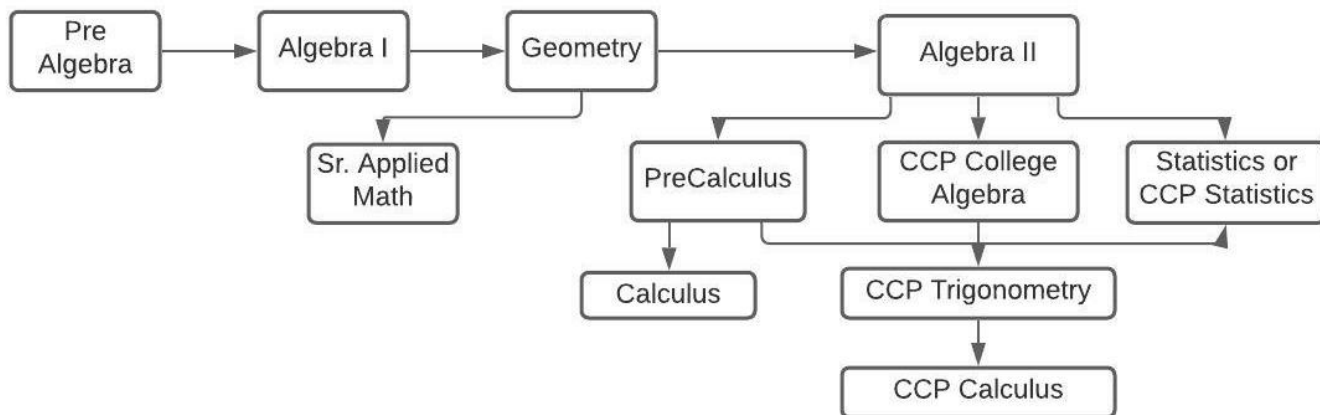 Pre
Algebra
Algebra I
Geometry
Algebra II
Sr. Applied
Math
PreCalculus
CCP College
Algebra
Statistics or
CCP Statistics
Calculus
CCP Trigonometry
CCP Calculus